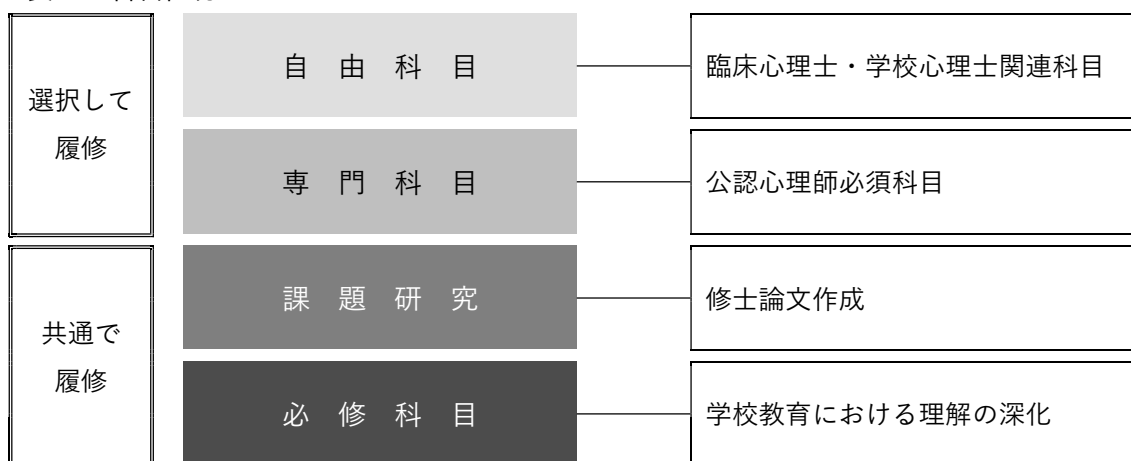 選択して
履修
自由科目
臨床心理士・学校心理士関連科目
専門科目
公認心理師必須科目
共通で
履修
課題研究
修士論文作成
必修科目
学校教育における理解の深化